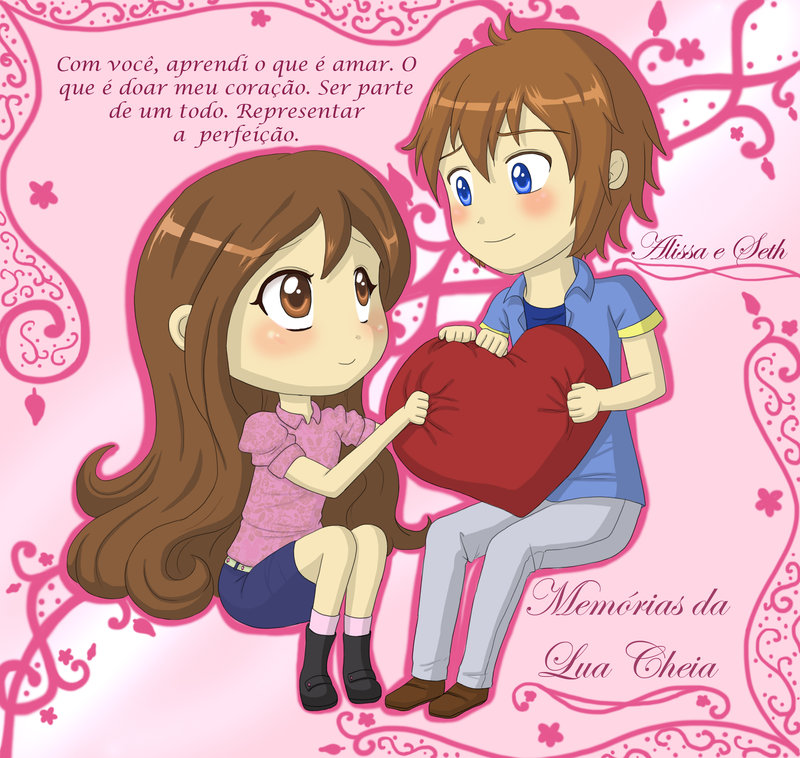 Com você, aprendi o que é amar. O
que é doar meu coração. Ser parte
de um todo. Representar
a perfeição.
Alissa e Seth
Memórias da
Lua Cheia